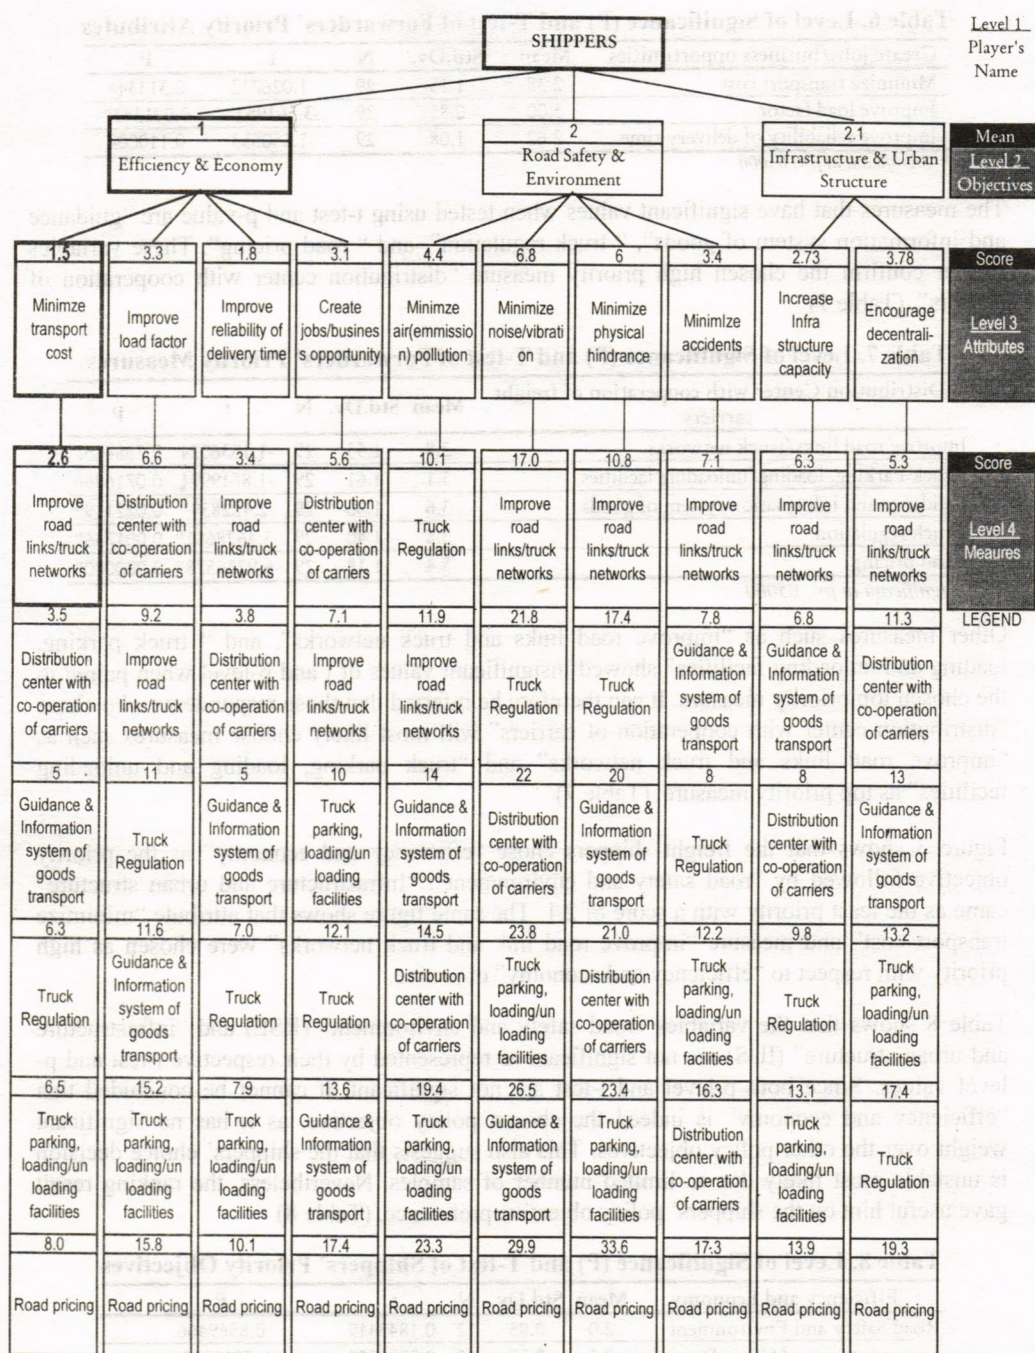 SHIPPERS
Level 1
Player's
Name
1
Efficiency & Economy
2
Road Safety &
Environment
2.1
Infrastructure & Urban
Structure
Mean
Level 2
Objectives
1.5
Minimze
transport
cost
3.3
Improve
load factor
1.8
Improve
reliability of
delivery time
3.1
Create
jobs/busines
s opportunity
4.4
Minimze
air(emmissio
n) pollution
6.8
Minimize
noise/vibrati
on
6
Minimize
physical
hindrance
3.4
Minimlze
accidents
2.73
Increase
Infra
structure
capacity
3.78
Encourage
decentrali-
zation
Score
Level 3
Attributes
2.6
Improve
road
links/truck
networks
6.6
Distribution
center with
co-operation
of carriers
3.4
Improve
road
links/truck
networks
5.6
Distribution
center with
co-operation
of carriers
10.1
Truck
Regulation
17.0
Improve
road
links/truck
networks
10.8
Improve
road
links/truck
networks
7.1
Improve
road
links/truck
networks
6.3
Improve
road
links/truck
networks
5.3
Improve
road
links/truck
networks
Score
Level 4
Meaures
LEGEND
3.5
Distribution
center with
co-operation
of carriers
9.2
Improve
road
links/truck
networks
3.8
Distribution
center with
co-operation
of carriers
7.1
Improve
road
links/truck
networks
11.9
Improve
road
links/truck
networks
21.8
Truck
Regulation
17.4
Truck
Regulation
7.8
Guidance &
Information
system of
goods
transport
6.8
Guidance &
Information
system of
goods
transport
11.3
Distribution
center with
co-operation
of carriers
5
Guidance &
Information
system of
goods
transport
11
Truck
Regulation
5
Guidance &
Information
system of
goods
transport
10
Truck
parking,
loading/un
loading
facilities
14
Guidance &
Information
system of
goods
transport
22
Distribution
center with
co-operation
of carriers
20
Guidance &
Information
system of
goods
transport
8
Truck
Regulation
8
Distribution
center with
co-operation
of carriers
13
Guidance &
Information
system of
goods
transport
6.3
Truck
Regulation
11.6
Guidance &
Information
system of
goods
transport
7.0
Truck
Regulation
12.1
Truck
Regulation
14.5
Distribution
center with
co-operation
of carriers
23.8
Truck
parking,
loading/un
loading
facilities
21.0
Distribution
center with
co-operation
of carriers
12.2
Truck
parking,
loading/un
loading
facilities
9.8
Truck
Regulation
13.2
Truck
parking,
loading/un
loading
facilities
6.5
Truck
parking,
loading/un
loading
facilities
15.2
Truck
parking,
loading/un
loading
facilities
7.9
Truck
parking,
loading/un
loading
facilities
13.6
Guidance &
Information
system of
goods
transport
19.4
Truck
parking,
loading/un
loading
facilities
26.5
Guidance &
Information
system of
goods
transport
23.4
Truck
parking,
loading/un
loading
facilities
16.3
Distribution
center with
co-operation
of carriers
13.1
Truck
parking,
loading/un
loading
facilities
17.4
Truck
Regulation
8.0
Road pricing
15.8
Road pricing
10.1
Road pricing
17.4
Road pricing
23.3
Road pricing
29.9
Road pricing
33.6
Road pricing
17.3
Road pricing
13.9
Road pricing
19.3
Road pricing